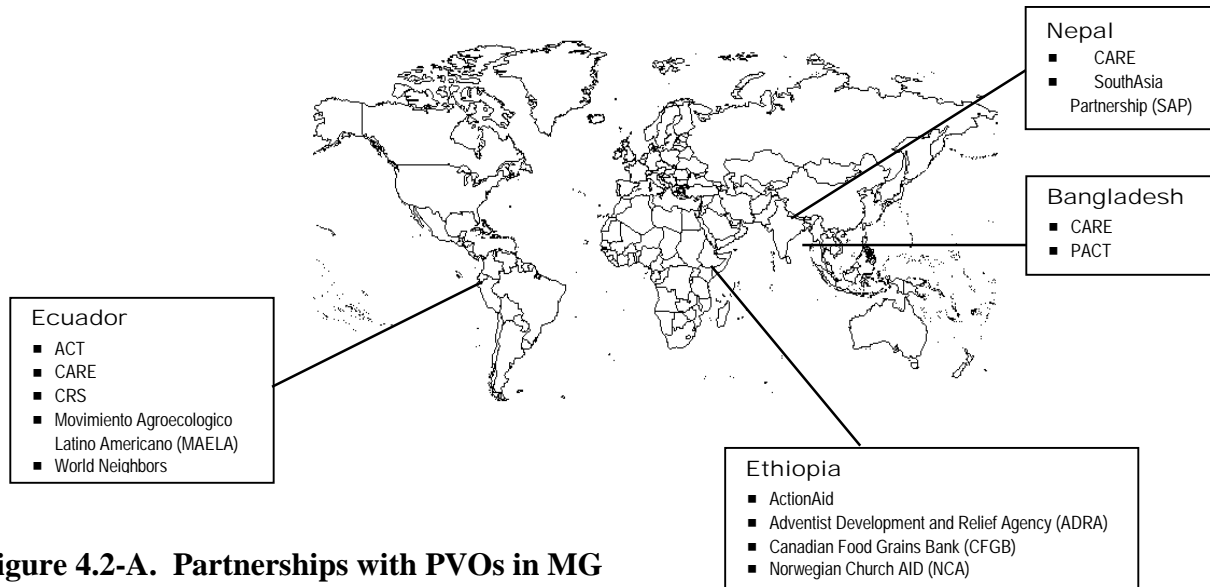 Nepal
■ CARE
■ SouthAsia
Partnership (SAP)
Bangladesh
■ CARE
■ PACT
Ecuador
■ ACT
■ CARE
■ CRS
■ Movimiento Agroecologico
Latino Americano (MAELA)
■ World Neighbors
Ethiopia
■ ActionAid
■ Adventist Development and Relief Agency (ADRA)
■ Canadian Food Grains Bank (CFGB)
■ Norwegian Church AID (NCA)
igure 4.2-A. Partnerships with PVOs in MG